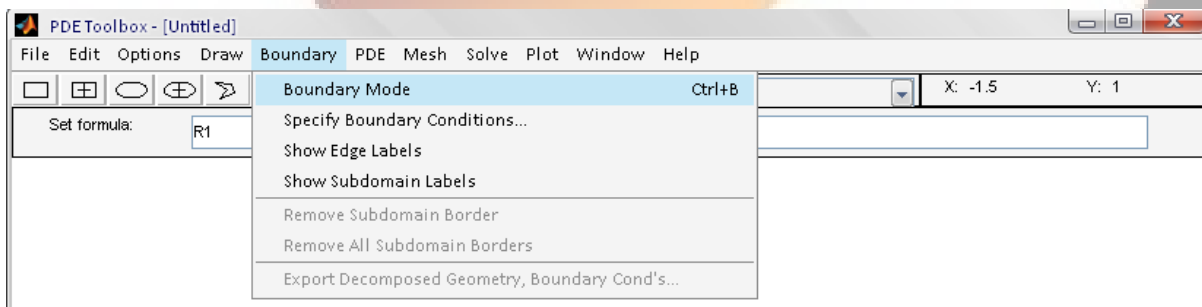 PDE Toolbox - [Untitled]
File Edit Options Draw Boundary PDE Mesh Solve Plot Window Help
Boundary Mode Ctrl+B
X: -1.5 Y: 1
Specify Boundary Conditions...
Set formula: R1
Show Edge Labels
Show Subdomain Labels
Remove Subdomain Border
Remove All Subdomain Borders
Export Decomposed Geometry, Boundary Cond's...